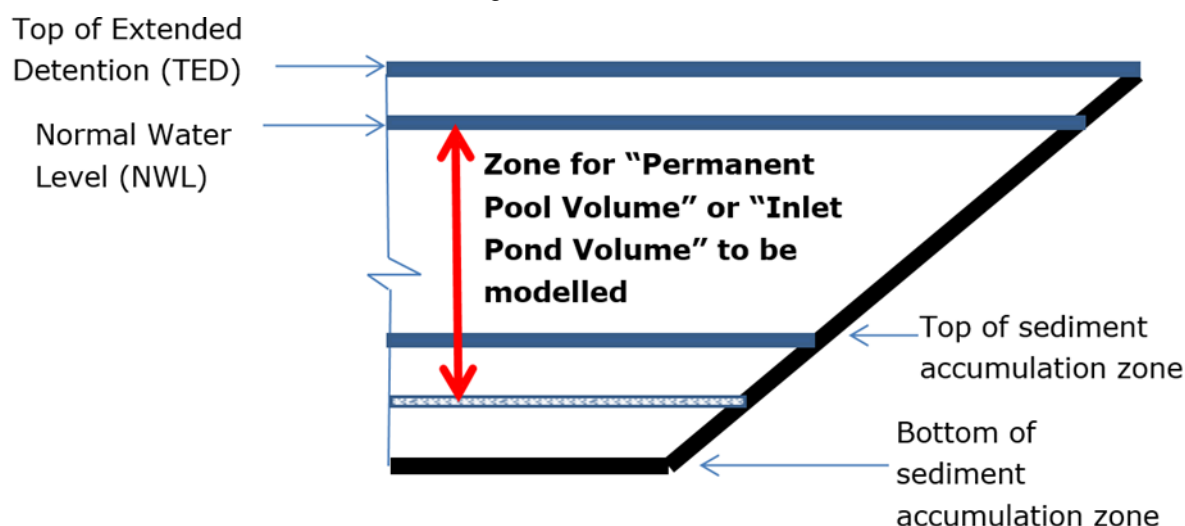 Top of Extended
Detention (TED)
Normal Water
Level (NWL)
Zone for “Permanent
Pool Volume” or “Inlet
Pond Volume” to be
modelled
Top of sediment
accumulation zone
Bottom of
sediment
accumulation zone